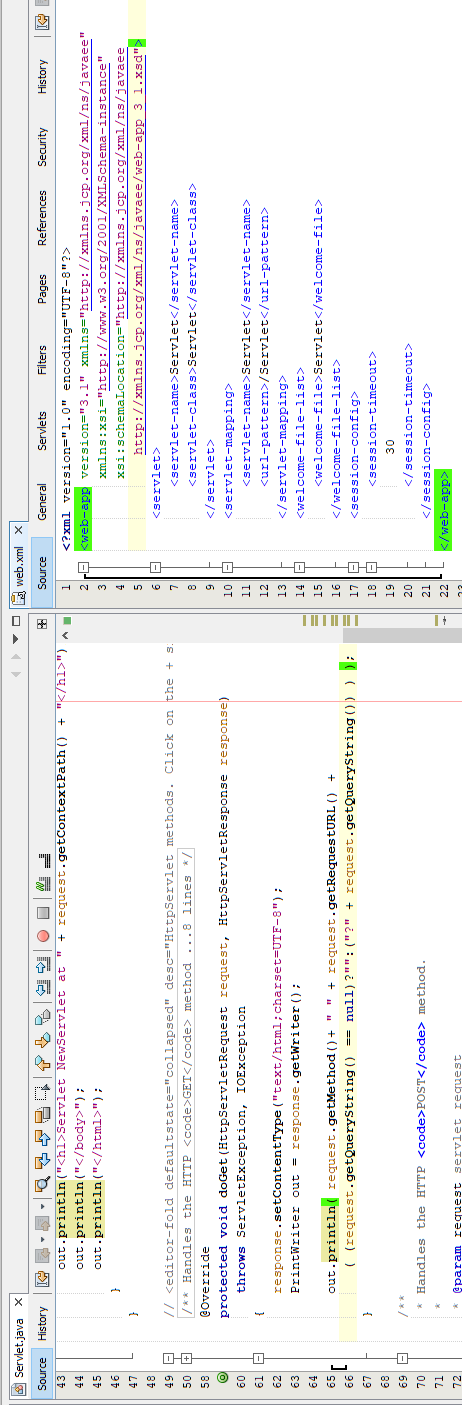 Servlet.java
Source History
43 out.println("<h1>Servlet NewServlet at " + request.getContextPath() + "</h1>")
44 out.println("</body>");
45 out.println("</html>");
46 }
47 }
48
49 // <editor-fold defaultstate="collapsed" desc="HttpServlet methods. Click on the + s
50 /** Handles the HTTP <code>GET</code> method ...8 lines */
58 @Override
protected void doGet(HttpServletRequest request, HttpServletResponse response)
60 throws ServletException, IOException
61 {
62 response.setContentType("text/html;charset=UTF-8");
63 PrintWriter out = response.getWriter();
64
65 out.println( request.getMethod()+ " " + request.getRequestURL() +
66 ( (request.getQueryString() == null)?"":("?" + request.getQueryString()) ) );
67 }
68
69 /**
70 * Handles the HTTP <code>POST</code> method.
71 *
72 * @param request servlet request
web.xml
Source General Servlets Filters Pages References Security History
1 <?xml version="1.0" encoding="UTF-8"?>
2 <web-app version="3.1" xmlns="http://xmlns.jcp.org/xml/ns/javaee"
3 xmlns:xsi="http://www.w3.org/2001/XMLSchema-instance"
4 xsi:schemaLocation="http://xmlns.jcp.org/xml/ns/javaee
5 http://xmlns.jcp.org/xml/ns/javaee/web-app_3_1.xsd">
6 <servlet>
7 <servlet-name>Servlet</servlet-name>
8 <servlet-class>Servlet</servlet-class>
9 </servlet>
10 <servlet-mapping>
11 <servlet-name>Servlet</servlet-name>
12 <url-pattern>/Servlet</url-pattern>
13 </servlet-mapping>
14 <welcome-file-list>
15 <welcome-file>Servlet</welcome-file>
16 </welcome-file-list>
17 <session-config>
18 <session-timeout>
19 30
20 </session-timeout>
21 </session-config>
22 </web-app>
23